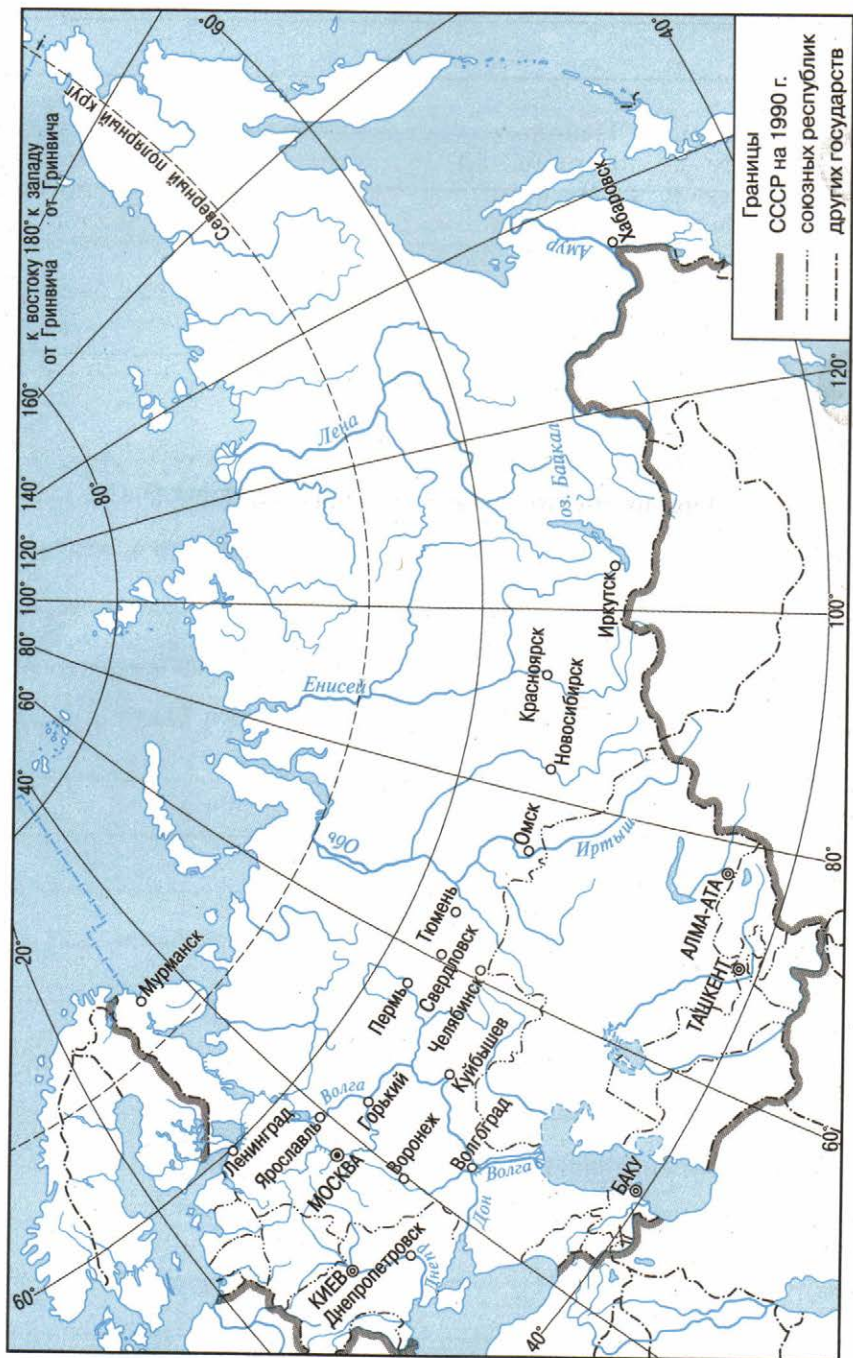 к востоку 180° к западу
от Гринвича от Гринвича
160°
140°
120°
100°
80°
60°
40°
20°
60°
80°
60°
40°
Северный полярный круг
Мурманск
Ленинград
Ярославль
МОСКВА
Волга
Горький
Пермь
Свердловск
Тюмень
Челябинск
Куйбышев
Воронеж
Волгоград
Волга
Дон
КИЕВ
Днепропетровск
Днепр
БАКУ
ТАШКЕНТ
АЛМА-АТА
Обь
Омск
Иртыш
Енисей
Красноярск
Новосибирск
Иркутск
оз. Байкал
Лена
Амур
Хабаровск
40°
60°
80°
100°
120°
Границы
СССР на 1990 г.
союзных республик
других государств